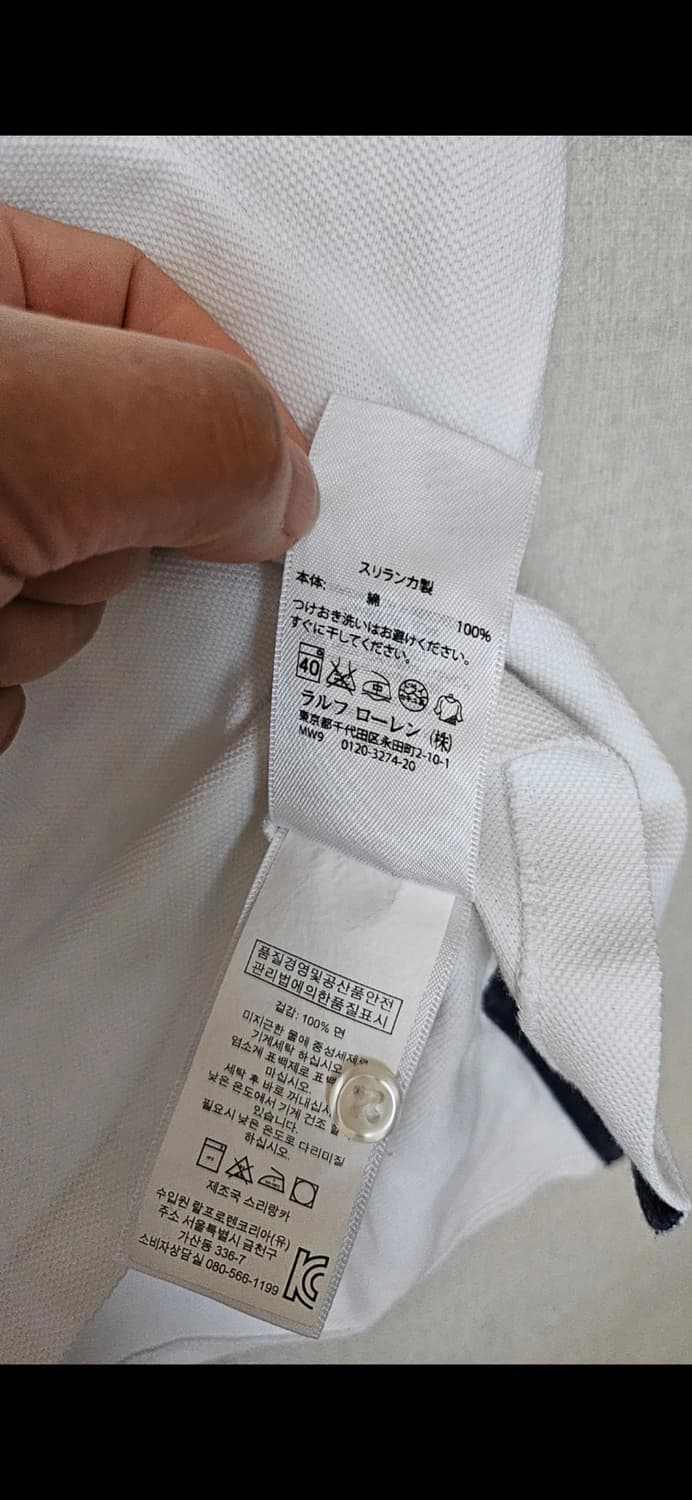 スリランカ製
本体: 綿 100%
つけおき洗いはお避けください。
すぐに干してください。
40 中
ラルフ ローレン (株)
東京都千代田区永田町2-10-1
MW9 0120-3274-20
품질경영및공산품안전
관리법에의한품질표시
겉감: 100% 면
미지근한 물에 중성세제로
기계세탁 하십시오
염소계 표백제로 표백
마십시오.
세탁 후 바로 꺼내십시
낮은 온도에서 기계 건조 할
있습니다.
필요시 낮은 온도로 다리미질
하십시오.
제조국 스리랑카
수입원 랄프로렌코리아(유)
주소 서울특별시 금천구
가산동 336-7
소비자상담실 080-566-1199